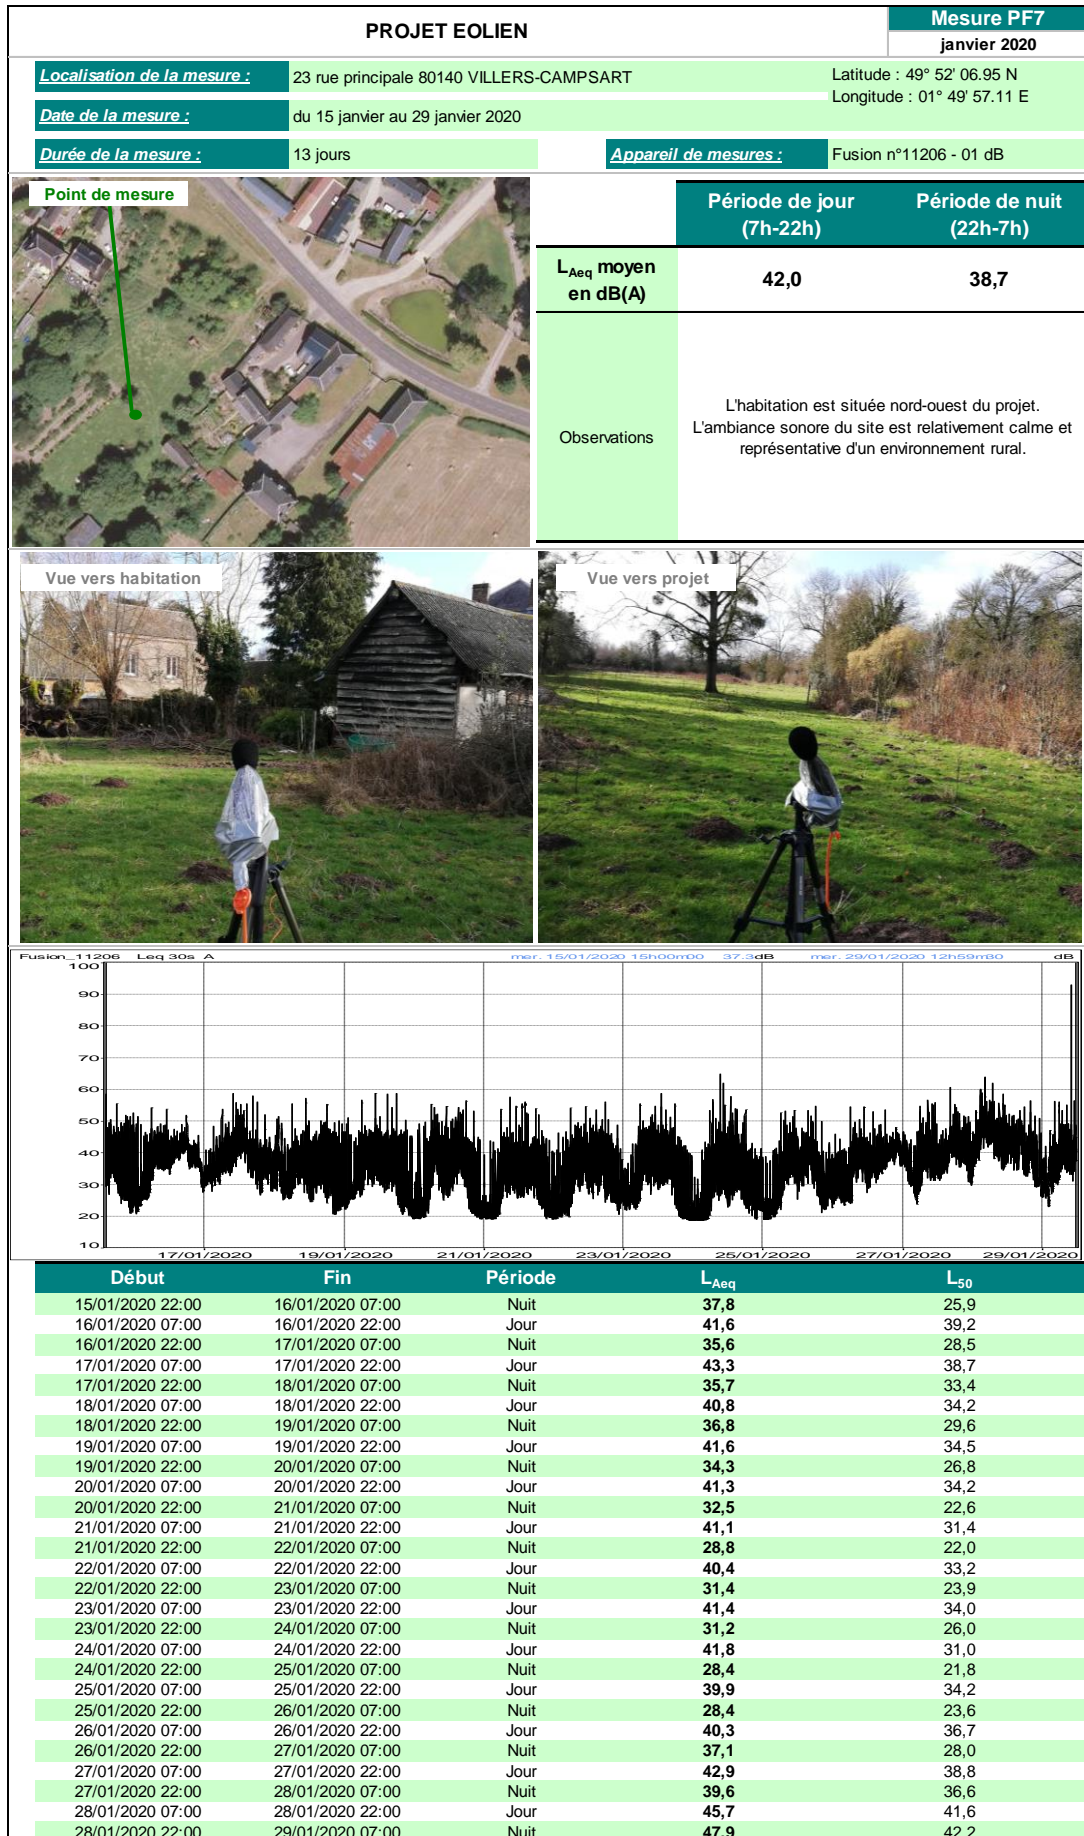 PROJET EOLIEN
Mesure PF7
janvier 2020
Localisation de la mesure :
23 rue principale 80140 VILLERS-CAMPSART
Latitude : 49° 52' 06.95 N
Longitude : 01° 49' 57.11 E
Date de la mesure :
du 15 janvier au 29 janvier 2020
Durée de la mesure :
13 jours
Appareil de mesures :
Fusion n°11206 - 01 dB
Point de mesure
Période de jour
(7h-22h)
Période de nuit
(22h-7h)
LAeq moyen
en dB(A)
42,0
38,7
Observations
L'habitation est située nord-ouest du projet.
L'ambiance sonore du site est relativement calme et
représentative d'un environnement rural.
Vue vers habitation
Vue vers projet
Fusion_11206 Leq 30s A mer. 15/01/2020 15h00m00 37.3dB mer. 29/01/2020 12h59m30 dB
100
90
80
70
60
50
40
30
20
10
17/01/2020 19/01/2020 21/01/2020 23/01/2020 25/01/2020 27/01/2020 29/01/2020
Début Fin Période LAeq L50
15/01/2020 22:00 16/01/2020 07:00 Nuit 37,8 25,9
16/01/2020 07:00 16/01/2020 22:00 Jour 41,6 39,2
16/01/2020 22:00 17/01/2020 07:00 Nuit 35,6 28,5
17/01/2020 07:00 17/01/2020 22:00 Jour 43,3 38,7
17/01/2020 22:00 18/01/2020 07:00 Nuit 35,7 33,4
18/01/2020 07:00 18/01/2020 22:00 Jour 40,8 34,2
18/01/2020 22:00 19/01/2020 07:00 Nuit 36,8 29,6
19/01/2020 07:00 19/01/2020 22:00 Jour 41,6 34,5
19/01/2020 22:00 20/01/2020 07:00 Nuit 34,3 26,8
20/01/2020 07:00 20/01/2020 22:00 Jour 41,3 34,2
20/01/2020 22:00 21/01/2020 07:00 Nuit 32,5 22,6
21/01/2020 07:00 21/01/2020 22:00 Jour 41,1 31,4
21/01/2020 22:00 22/01/2020 07:00 Nuit 28,8 22,0
22/01/2020 07:00 22/01/2020 22:00 Jour 40,4 33,2
22/01/2020 22:00 23/01/2020 07:00 Nuit 31,4 23,9
23/01/2020 07:00 23/01/2020 22:00 Jour 41,4 34,0
23/01/2020 22:00 24/01/2020 07:00 Nuit 31,2 26,0
24/01/2020 07:00 24/01/2020 22:00 Jour 41,8 31,0
24/01/2020 22:00 25/01/2020 07:00 Nuit 28,4 21,8
25/01/2020 07:00 25/01/2020 22:00 Jour 39,9 34,2
25/01/2020 22:00 26/01/2020 07:00 Nuit 28,4 23,6
26/01/2020 07:00 26/01/2020 22:00 Jour 40,3 36,7
26/01/2020 22:00 27/01/2020 07:00 Nuit 37,1 28,0
27/01/2020 07:00 27/01/2020 22:00 Jour 42,9 38,8
27/01/2020 22:00 28/01/2020 07:00 Nuit 39,6 36,6
28/01/2020 07:00 28/01/2020 22:00 Jour 45,7 41,6
28/01/2020 22:00 29/01/2020 07:00 Nuit 47,9 42,2